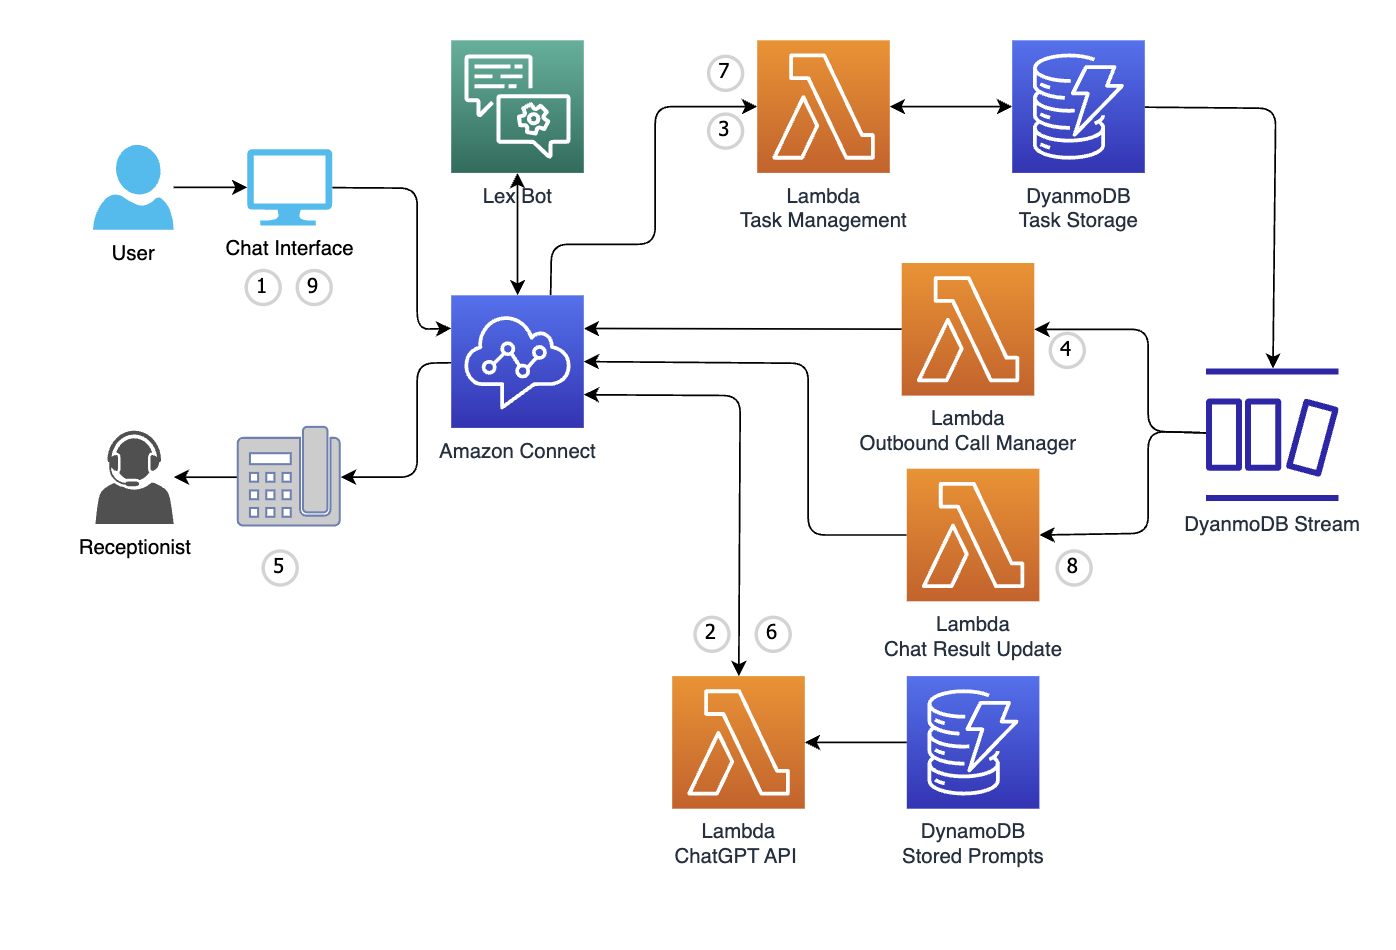 7
3
Lex Bot
Lambda
Task Management
DyanmoDB
Task Storage
User
Chat Interface
1
9
4
Amazon Connect
Lambda
Outbound Call Manager
DyanmoDB Stream
Receptionist
5
8
2
6
Lambda
Chat Result Update
Lambda
ChatGPT API
DynamoDB
Stored Prompts